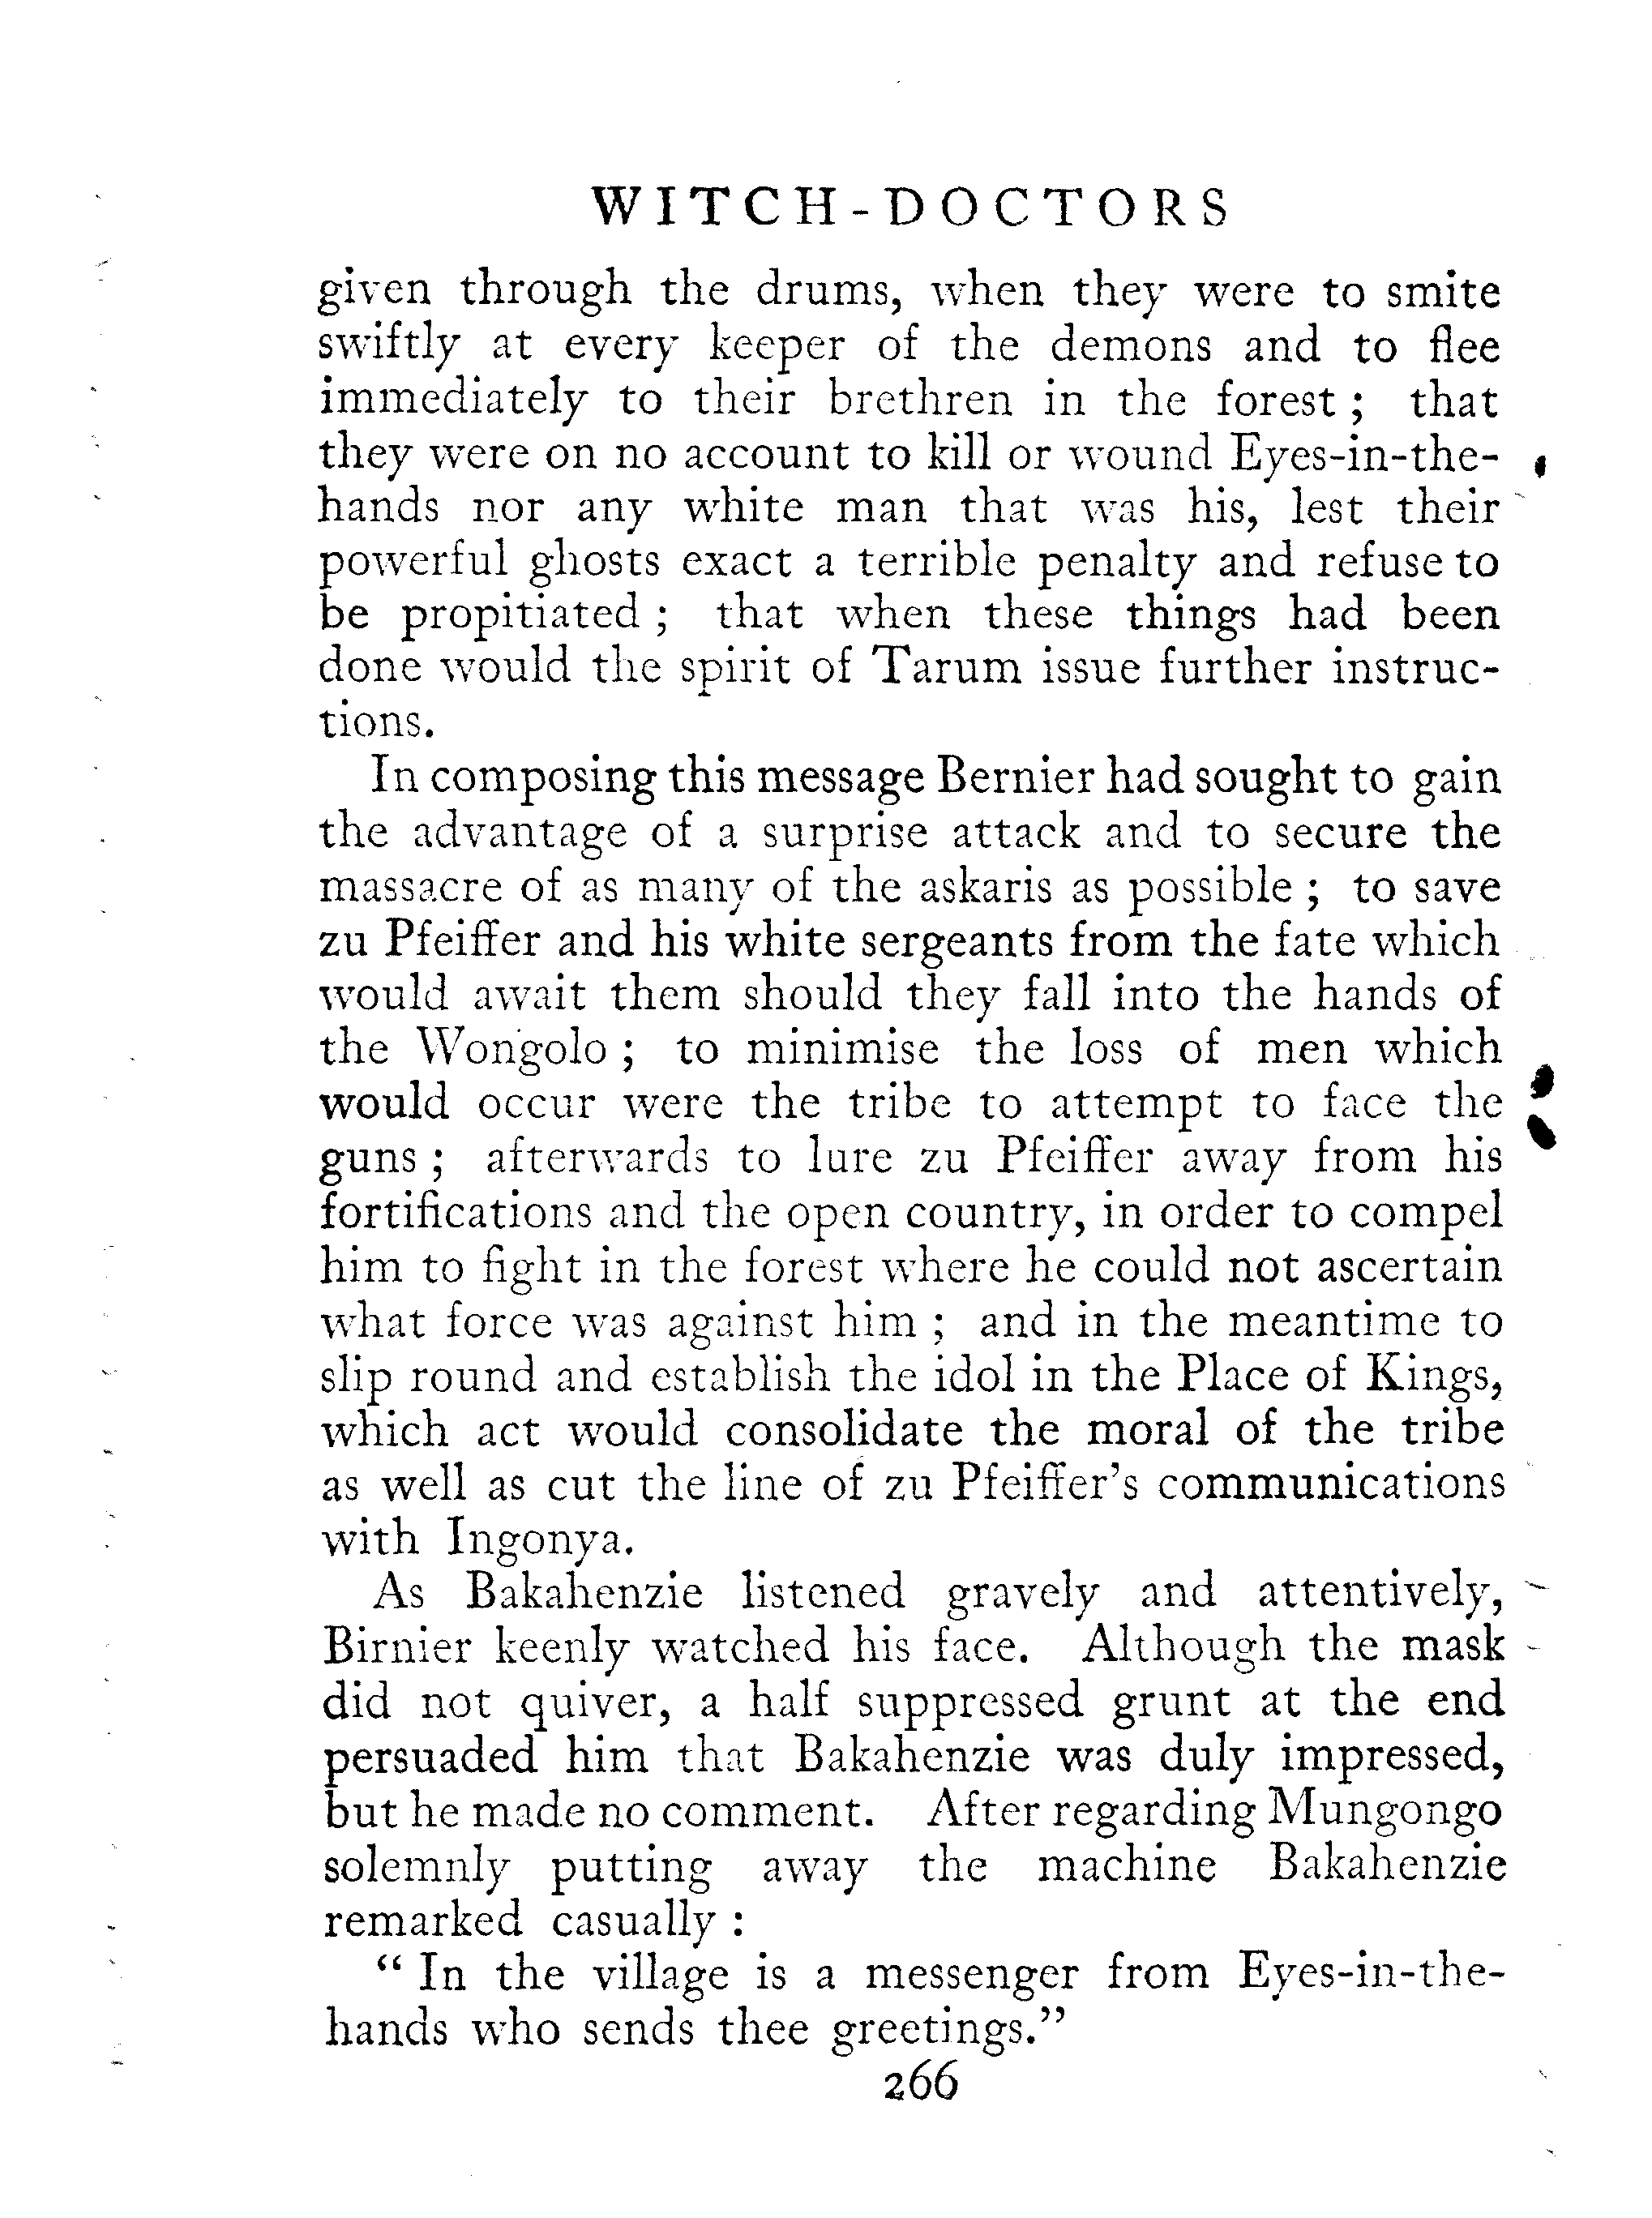 WITCH-DOCTORS
given through the drums, when they were to smite
swiftly at every keeper of the demons and to flee
immediately to their brethren in the forest ; that
they were on no account to kill or wound Eyes-in-the-
hands nor any white man that was his, lest their
powerful ghosts exact a terrible penalty and refuse to
be propitiated ; that when these things had been
done would the spirit of Tarum issue further instruc-
tions.
In composing this message Bernier had sought to gain
the advantage of a surprise attack and to secure the
massacre of as many of the askaris as possible ; to save
zu Pfeiffer and his white sergeants from the fate which
would await them should they fall into the hands of
the Wongolo ; to minimise the loss of men which
would occur were the tribe to attempt to face the
guns ; afterwards to lure zu Pfeiffer away from his
fortifications and the open country, in order to compel
him to fight in the forest where he could not ascertain
what force was against him ; and in the meantime to
slip round and establish the idol in the Place of Kings,
which act would consolidate the moral of the tribe
as well as cut the line of zu Pfeiffer's communications
with Ingonya.
As Bakahenzie listened gravely and attentively,
Birnier keenly watched his face. Although the mask
did not quiver, a half suppressed grunt at the end
persuaded him that Bakahenzie was duly impressed,
but he made no comment. After regarding Mungongo
solemnly putting away the machine Bakahenzie
remarked casually :
“ In the village is a messenger from Eyes-in-the-
hands who sends thee greetings.”
266